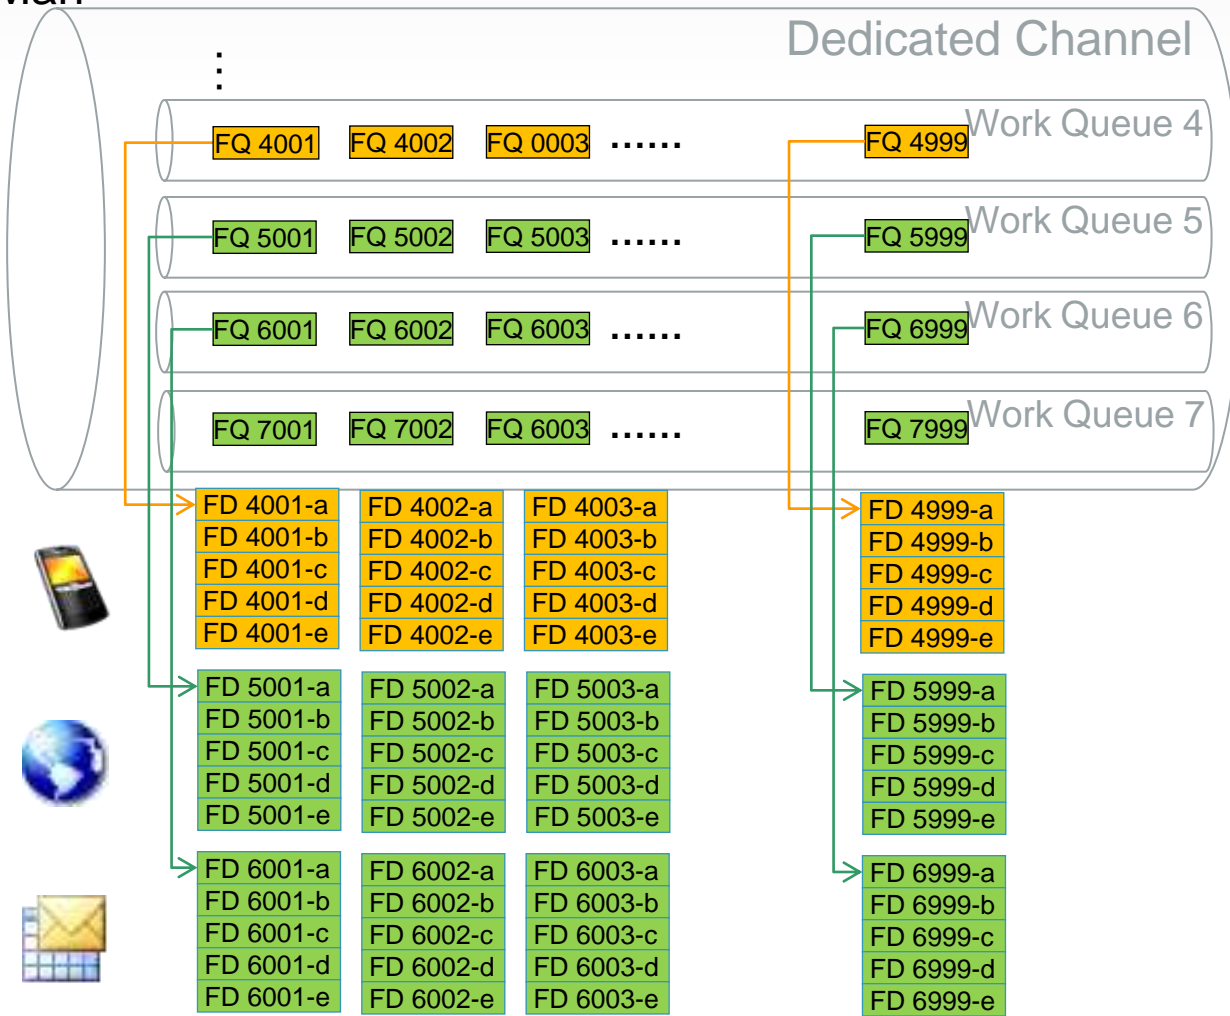 Dedicated Channel
⋮
FQ 4001 FQ 4002 FQ 0003 ...... FQ 4999 Work Queue 4
FQ 5001 FQ 5002 FQ 5003 ...... FQ 5999 Work Queue 5
FQ 6001 FQ 6002 FQ 6003 ...... FQ 6999 Work Queue 6
FQ 7001 FQ 7002 FQ 6003 ...... FQ 7999 Work Queue 7
FD 4001-a FD 4002-a FD 4003-a FD 4999-a
FD 4001-b FD 4002-b FD 4003-b FD 4999-b
FD 4001-c FD 4002-c FD 4003-c FD 4999-c
FD 4001-d FD 4002-d FD 4003-d FD 4999-d
FD 4001-e FD 4002-e FD 4003-e FD 4999-e
FD 5001-a FD 5002-a FD 5003-a FD 5999-a
FD 5001-b FD 5002-b FD 5003-b FD 5999-b
FD 5001-c FD 5002-c FD 5003-c FD 5999-c
FD 5001-d FD 5002-d FD 5003-d FD 5999-d
FD 5001-e FD 5002-e FD 5003-e FD 5999-e
FD 6001-a FD 6002-a FD 6003-a FD 6999-a
FD 6001-b FD 6002-b FD 6003-b FD 6999-b
FD 6001-c FD 6002-c FD 6003-c FD 6999-c
FD 6001-d FD 6002-d FD 6003-d FD 6999-d
FD 6001-e FD 6002-e FD 6003-e FD 6999-e